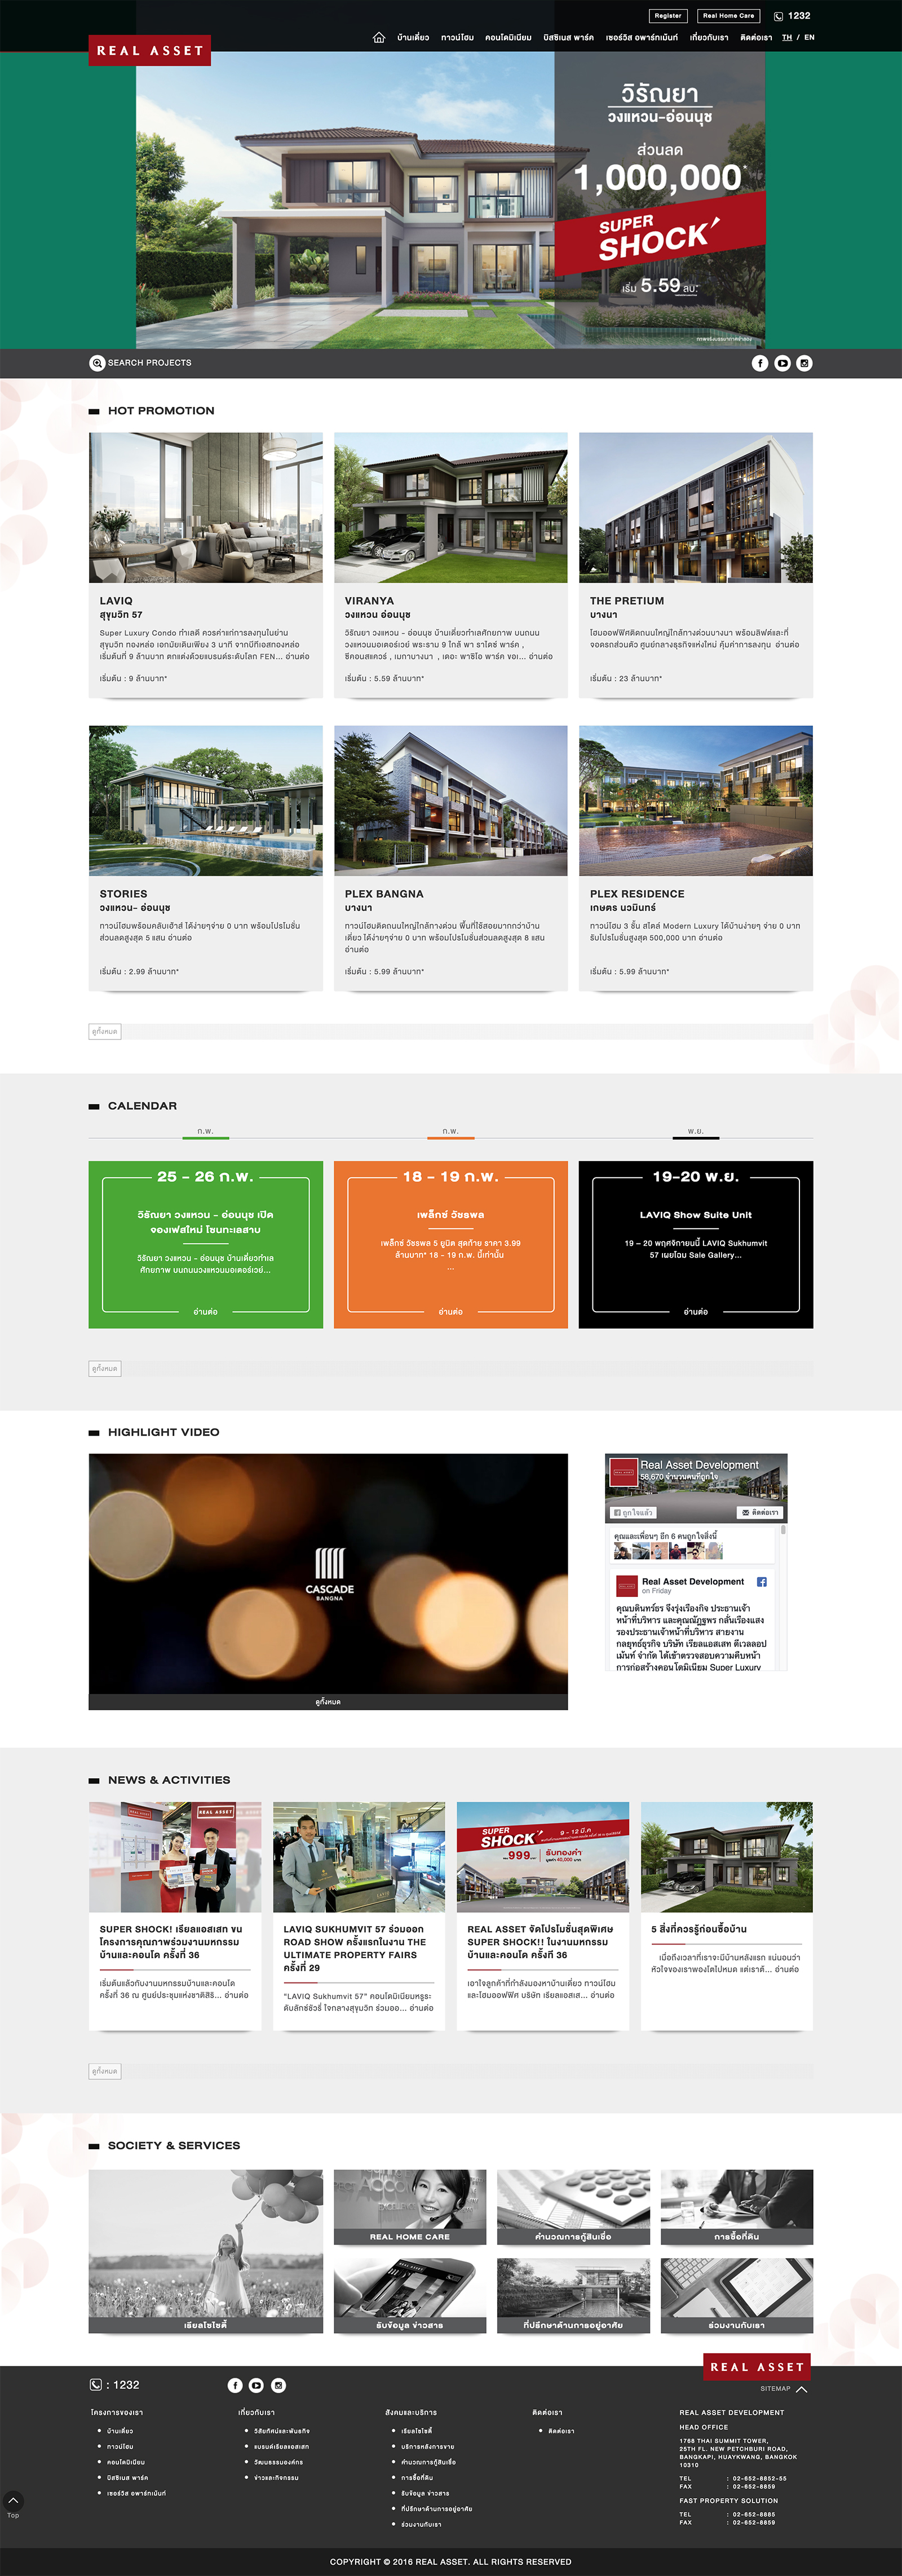 Register
Real Home Care
1232
REAL ASSET
บ้านเดี่ยว ทาวน์โฮม คอนโดมิเนียม บิสซิเนส พาร์ค เซอร์วิส อพาร์ทเม้นท์ เกี่ยวกับเรา ติดต่อเรา TH / EN
วิรัณยา
วงแหวน-อ่อนนุช
ส่วนลด
1,000,000*
SUPER
SHOCK
เริ่ม 5.59 ลบ.
SEARCH PROJECTS
HOT PROMOTION
LAVIQ
สุขุมวิท 57
Super Luxury Condo ทำเลดี ควรค่าแก่การลงทุนในย่าน
สุขุมวิท ทองหล่อ เอกมัยเดินเพียง 3 นาที จากบีทีเอสทองหล่อ
เริ่มต้นที่ 9 ล้านบาท ตกแต่งด้วยแบรนด์ระดับโลก FEN... อ่านต่อ
เริ่มต้น : 9 ล้านบาท*
VIRANYA
วงแหวน อ่อนนุช
วิรัณยา วงแหวน - อ่อนนุช บ้านเดี่ยวทำเลศักยภาพ บนถนน
วงแหวนมอเตอร์เวย์ พระราม 9 ใกล้ พา ราไดซ์ พาร์ค ,
ซีคอนสแควร์ , เมกาบางนา , เดอะ พาซิโอ พาร์ค ขอเ... อ่านต่อ
เริ่มต้น : 5.59 ล้านบาท*
THE PRETIUM
บางนา
โฮมออฟฟิศติดถนนใหญ่ใกล้ทางด่วนบางนา พร้อมลิฟต์และที่
จอดรถส่วนตัว ศูนย์กลางธุรกิจแห่งใหม่ คุ้มค่าการลงทุน อ่านต่อ
เริ่มต้น : 23 ล้านบาท*
STORIES
วงแหวน- อ่อนนุช
ทาวน์โฮมพร้อมคลับเฮ้าส์ ได้ง่ายๆจ่าย 0 บาท พร้อมโปรโมชั่น
ส่วนลดสูงสุด 5 แสน อ่านต่อ
เริ่มต้น : 2.99 ล้านบาท*
PLEX BANGNA
บางนา
ทาวน์โฮมติดถนนใหญ่ใกล้ทางด่วน พื้นที่ใช้สอยมากกว่าบ้าน
เดี่ยว ได้ง่ายๆจ่าย 0 บาท พร้อมโปรโมชั่นส่วนลดสูงสุด 8 แสน
อ่านต่อ
เริ่มต้น : 5.99 ล้านบาท*
PLEX RESIDENCE
เกษตร นวมินทร์
ทาวน์โฮม 3 ชั้น สไตล์ Modern Luxury ได้บ้านง่ายๆ จ่าย 0 บาท
รับโปรโมชั่นสูงสุด 500,000 บาท อ่านต่อ
เริ่มต้น : 5.99 ล้านบาท*
ดูทั้งหมด
CALENDAR
ก.พ.
ก.พ.
พ.ย.
25 - 26 ก.พ.
วิรัณยา วงแหวน - อ่อนนุช เปิด
จองเฟสใหม่ โซนทะเลสาบ
วิรัณยา วงแหวน - อ่อนนุช บ้านเดี่ยวทำเล
ศักยภาพ บนถนนวงแหวนมอเตอร์เวย์...
อ่านต่อ
18 - 19 ก.พ.
เพล็กซ์ วัชรพล
เพล็กซ์ วัชรพล 5 ยูนิต สุดท้าย ราคา 3.99
ล้านบาท* 18 - 19 ก.พ. นี้เท่านั้น
...
อ่านต่อ
19-20 พ.ย.
LAVIQ Show Suite Unit
19 - 20 พฤศจิกายนนี้ LAVIQ Sukhumvit
57 เผยโฉม Sale Gallery...
อ่านต่อ
ดูทั้งหมด
HIGHLIGHT VIDEO
CASCADE
BANGNA
ดูทั้งหมด
Real Asset Development
58,670 จำนวนคนที่ถูกใจ
ถูกใจแล้ว
ติดต่อเรา
คุณและเพื่อนๆ อีก 6 คนถูกใจสิ่งนี้
Real Asset Development
on Friday
คุณบดินทร์ธร จึงรุ่งเรืองกิจ ประธานเจ้า
หน้าที่บริหาร และคุณณัฏฐพร กลั่นเรืองแสง
รองประธานเจ้าหน้าที่บริหาร สายงาน
กลยุทธ์ธุรกิจ บริษัท เรียลแอสเสท ดีเวลลอป
เม้นท์ จำกัด ได้เข้าตรวจสอบความคืบหน้า
การก่อสร้างคอนโดมิเนียม Super Luxury
NEWS & ACTIVITIES
REAL ASSET
SUPER SHOCK! เรียลแอสเสท ขน
โครงการคุณภาพร่วมงานมหกรรม
บ้านและคอนโด ครั้งที่ 36
เริ่มต้นแล้วกับงานมหกรรมบ้านและคอนโด
ครั้งที่ 36 ณ ศูนย์ประชุมแห่งชาติสิริ... อ่านต่อ
LAVIQ SUKHUMVIT 57 ร่วมออก
ROAD SHOW ครั้งแรกในงาน THE
ULTIMATE PROPERTY FAIRS
ครั้งที่ 29
"LAVIQ Sukhumvit 57" คอนโดมิเนียมหรูระ
ดับลักซ์ชัวรี่ ใจกลางสุขุมวิท ร่วมออ... อ่านต่อ
SUPER
SHOCK
9 - 12 มี.ค.
999
รับทองคำ
มูลค่า 40,000 บาท
REAL ASSET จัดโปรโมชั่นสุดพิเศษ
SUPER SHOCK!! ในงานมหกรรม
บ้านและคอนโด ครั้งที่ 36
เอาใจลูกค้าที่กำลังมองหาบ้านเดี่ยว ทาวน์โฮม
และโฮมออฟฟิศ บริษัท เรียลแอสเส... อ่านต่อ
5 สิ่งที่ควรรู้ก่อนซื้อบ้าน
เมื่อถึงเวลาที่เราจะมีบ้านหลังแรก แน่นอนว่า
หัวใจของเราพองโตไปหมด แต่เราต้... อ่านต่อ
ดูทั้งหมด
SOCIETY & SERVICES
เรียลโซไซตี้
REAL HOME CARE
คำนวณการกู้สินเชื่อ
การซื้อที่ดิน
รับข้อมูล ข่าวสาร
ที่ปรึกษาด้านการอยู่อาศัย
ร่วมงานกับเรา
REAL ASSET
SITEMAP
: 1232
โครงการของเรา
บ้านเดี่ยว
ทาวน์โฮม
คอนโดมิเนียม
บิสซิเนส พาร์ค
เซอร์วิส อพาร์ทเม้นท์
เกี่ยวกับเรา
วิสัยทัศน์และพันธกิจ
แบรนด์เรียลแอสเสท
วัฒนธรรมองค์กร
ข่าวและกิจกรรม
สังคมและบริการ
เรียลโซไซตี้
บริการหลังการขาย
คำนวณการกู้สินเชื่อ
การซื้อที่ดิน
รับข้อมูล ข่าวสาร
ที่ปรึกษาด้านการอยู่อาศัย
ร่วมงานกับเรา
ติดต่อเรา
ติดต่อเรา
REAL ASSET DEVELOPMENT
HEAD OFFICE
1768 THAI SUMMIT TOWER,
25TH FL. NEW PETCHBURI ROAD,
BANGKAPI, HUAYKWANG, BANGKOK
10310
TEL : 02-652-8852-55
FAX : 02-652-8859
FAST PROPERTY SOLUTION
TEL : 02-652-8885
FAX : 02-652-8859
Top
COPYRIGHT © 2016 REAL ASSET. ALL RIGHTS RESERVED